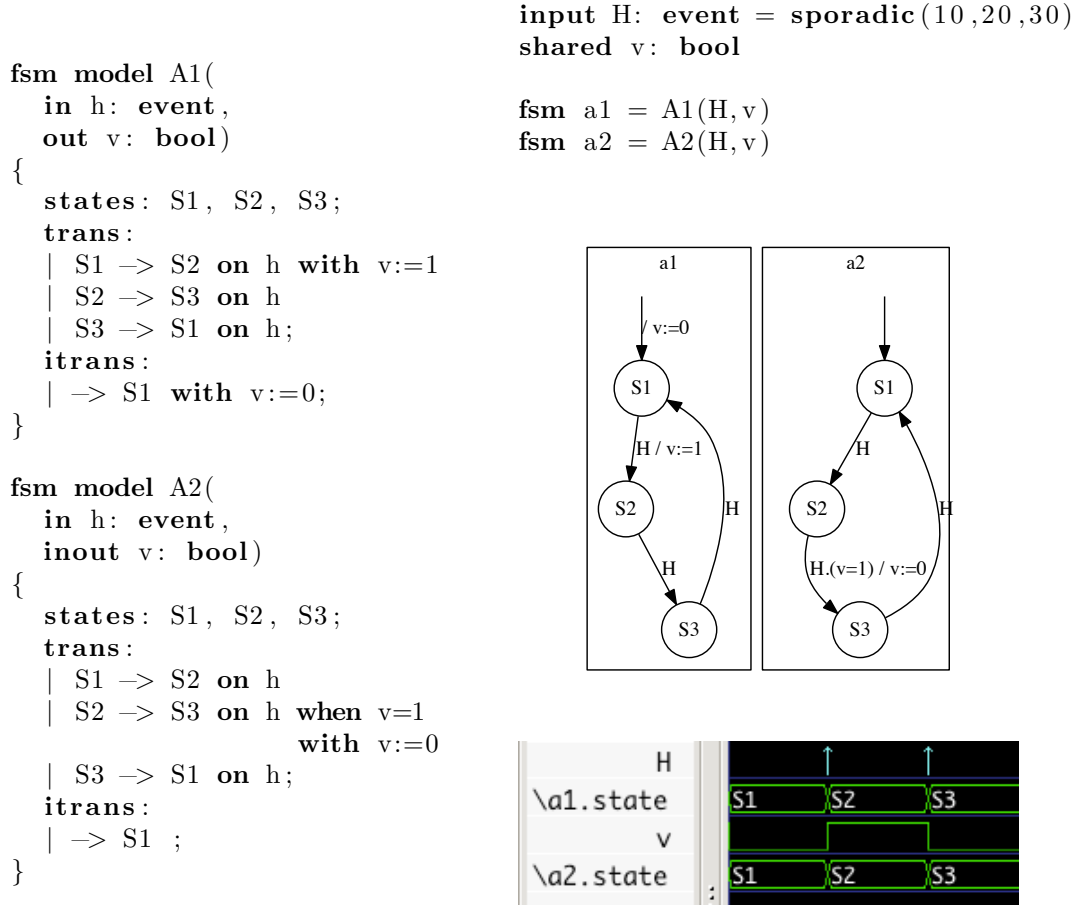 fsm model A1(
in h: event,
out v: bool)
{
states: S1, S2, S3;
trans:
| S1 −> S2 on h with v:=1
| S2 −> S3 on h
| S3 −> S1 on h;
itrans:
| −> S1 with v:=0;
}
fsm model A2(
in h: event,
inout v: bool)
{
states: S1, S2, S3;
trans:
| S1 −> S2 on h
| S2 −> S3 on h when v=1
with v:=0
| S3 −> S1 on h;
itrans:
| −> S1 ;
}
input H: event = sporadic(10,20,30)
shared v: bool
fsm a1 = A1(H,v)
fsm a2 = A2(H,v)
a1
/ v:=0
S1
H / v:=1
S2
H
H
S3
a2
S1
H
S2
H
H.(v=1) / v:=0
S3
H
\a1.state
S1
S2
S3
v
\a2.state
S1
S2
S3